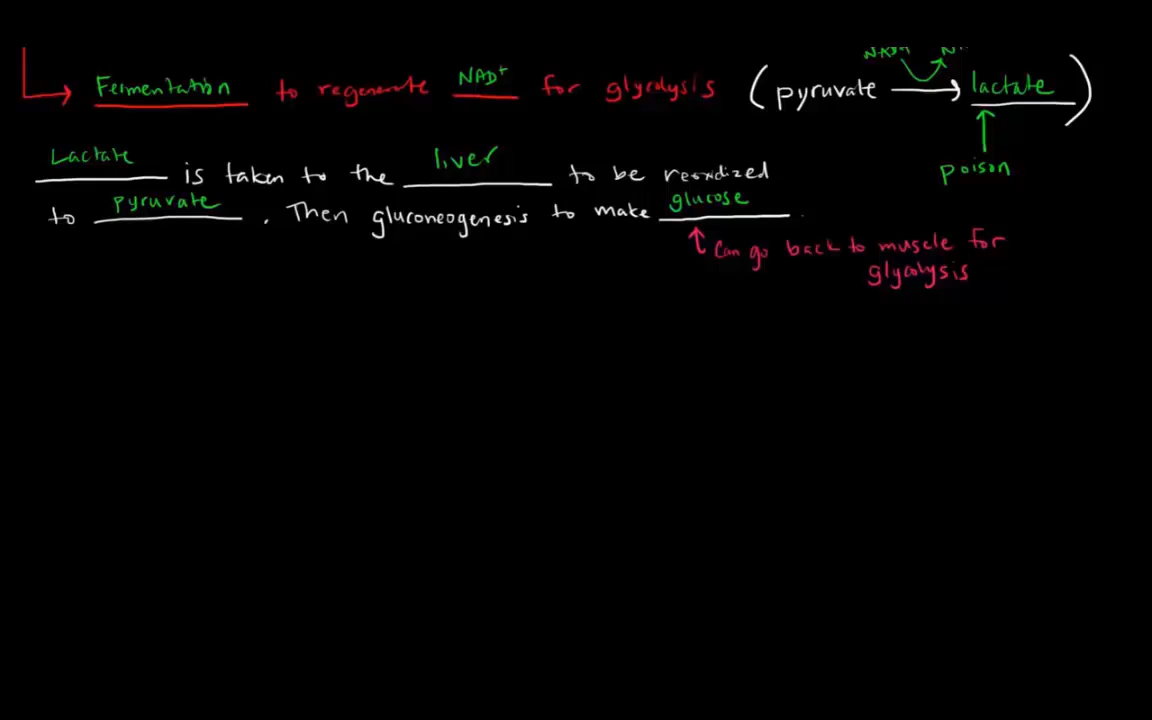 Fermentation to regenerate NAD+ for glycolysis (pyruvate → lactate)
poison
Lactate is taken to the liver to be reoxidized
to pyruvate. Then gluconeogenesis to make glucose.
Can go back to muscle for
glycolysis